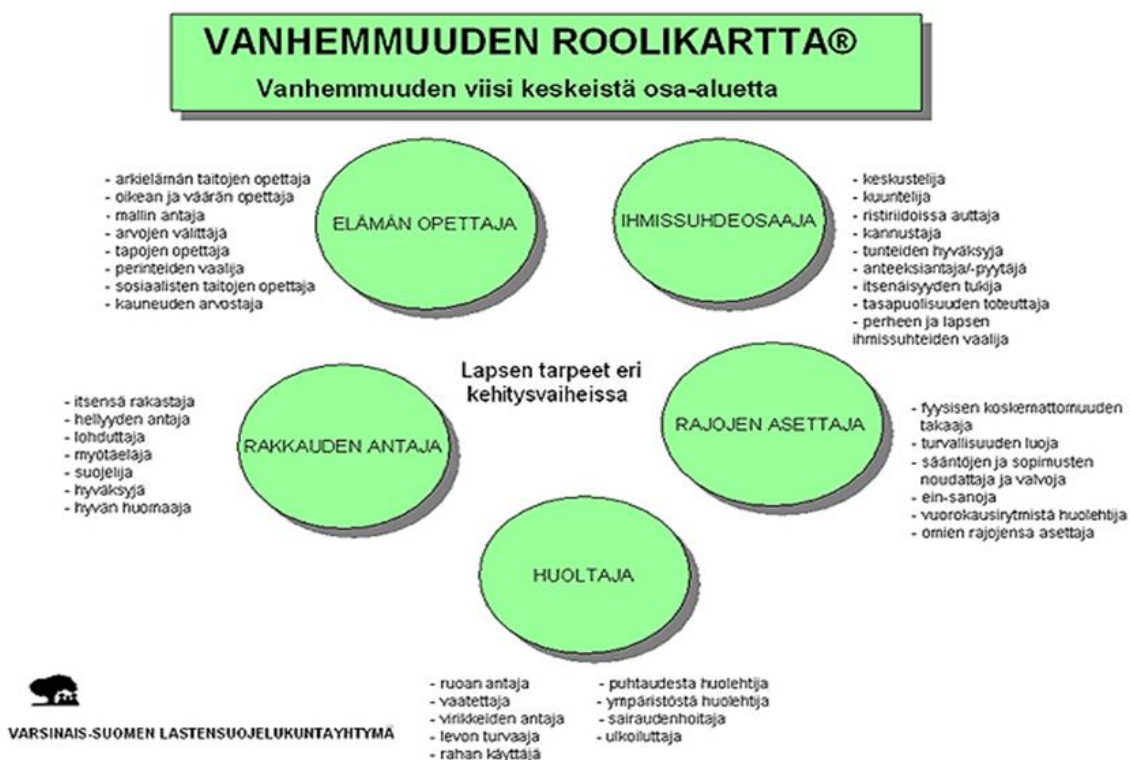 VANHEMMUUDEN ROOLIKARTTA®
Vanhemmuuden viisi keskeistä osa-aluetta
ELÄMÄN OPETTAJA
- arkielämän taitojen opettaja
- oikean ja väärän opettaja
- mallin antaja
- arvojen välittäjä
- tapojen opettaja
- perinteiden vaalija
- sosiaalisten taitojen opettaja
- kauneuden arvostaja
IHMISSUHDEOSAAJA
- keskustelija
- kuuntelija
- ristiriidoissa auttaja
- kannustaja
- tunteiden hyväksyjä
- anteeksiantaja/-pyytäjä
- itsenäisyyden tukija
- tasapuolisuuden toteuttaja
- perheen ja lapsen
ihmissuhteiden vaalija
Lapsen tarpeet eri
kehitysvaiheissa
RAKKAUDEN ANTAJA
- itsensä rakastaja
- hellyyden antaja
- lohduttaja
- myötäeläjä
- suojelija
- hyväksyjä
- hyvän huomaaja
RAJOJEN ASETTAJA
- fyysisen koskemattomuuden
takaaja
- turvallisuuden luoja
- sääntöjen ja sopimusten
noudattaja ja valvoja
- ein-sanoja
- vuorokausirytmistä huolehtija
- omien rajojensa asettaja
HUOLTAJA
- ruoan antaja
- vaatettaja
- virikkeiden antaja
- levon turvaaja
- rahan käyttäjä
- puhtaudesta huolehtija
- ympäristöstä huolehtija
- sairaudenhoitaja
- ulkoiluttaja
VARSINAIS-SUOMEN LASTENSUOJELUKUNTAYHTYMÄ